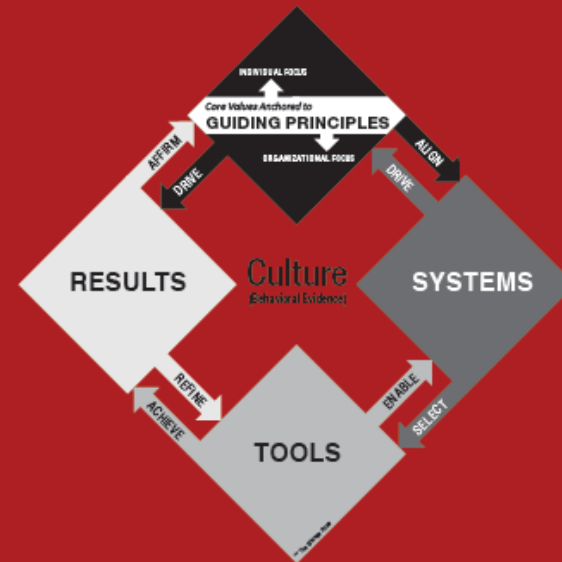 INDIVIDUAL FOCUS
Core Values Anchored to
GUIDING PRINCIPLES
ORGANIZATIONAL FOCUS
AFFIRM
DRIVE
ALIGN
DRIVE
RESULTS
Culture
(Behavioral Evidence)
SYSTEMS
REFINE
ACHIEVE
ENABLE
SELECT
TOOLS